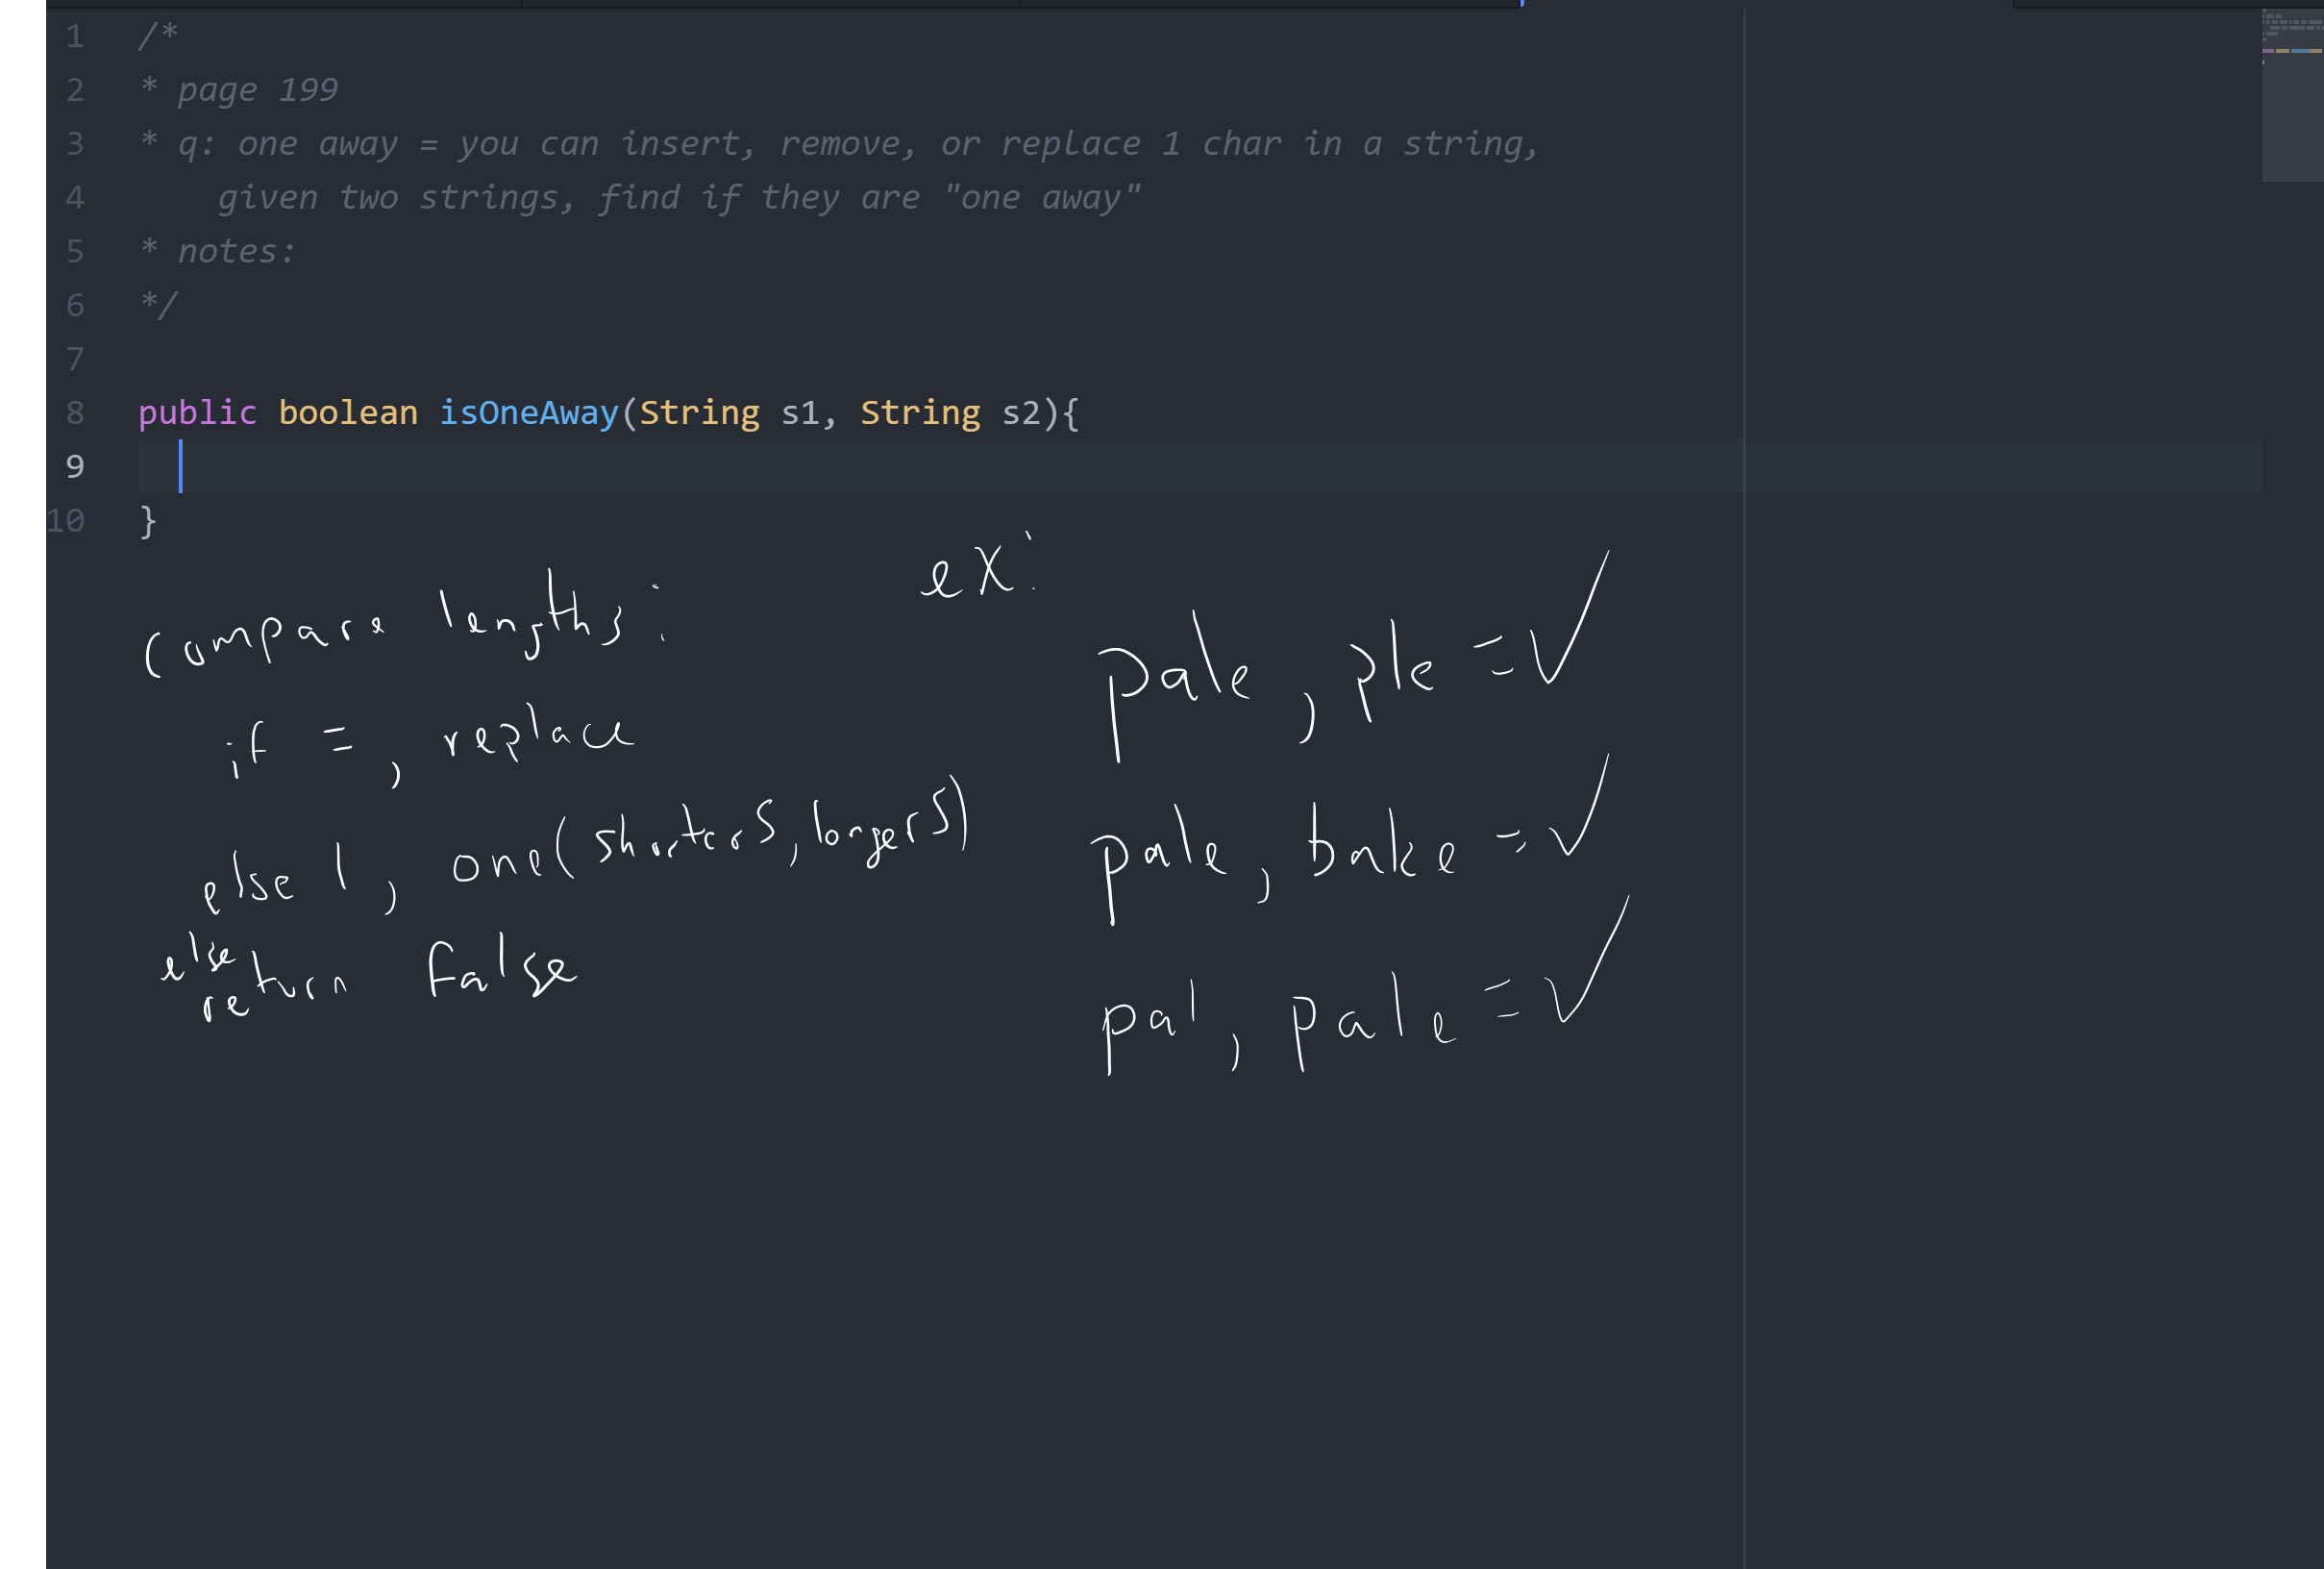 1 /*
2 * page 199
3 * q: one away = you can insert, remove, or replace 1 char in a string,
4 given two strings, find if they are "one away"
5 * notes:
6 */
7
8 public boolean isOneAway(String s1, String s2){
9
10 }
Compare lengths:
if =, replace
else 1, one(shorterS, longerS)
else
return false
ex:
pale, ple = ✓
pale, bake = ✓
pal, pale = ✓